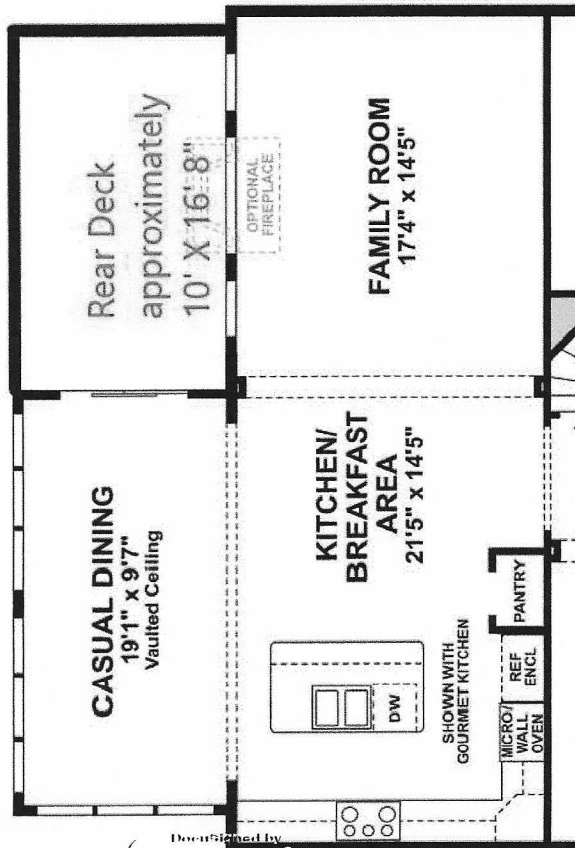 Rear Deck
approximately
10' X 16' 8"
OPTIONAL
FIREPLACE
FAMILY ROOM
17'4" x 14'5"
CASUAL DINING
19'1" x 9'7"
Vaulted Ceiling
KITCHEN/
BREAKFAST
AREA
21'5" x 14'5"
PANTRY
SHOWN WITH
GOURMET KITCHEN
REF
ENCL
DW
MICRO/
WALL
OVEN
DocuSigned by